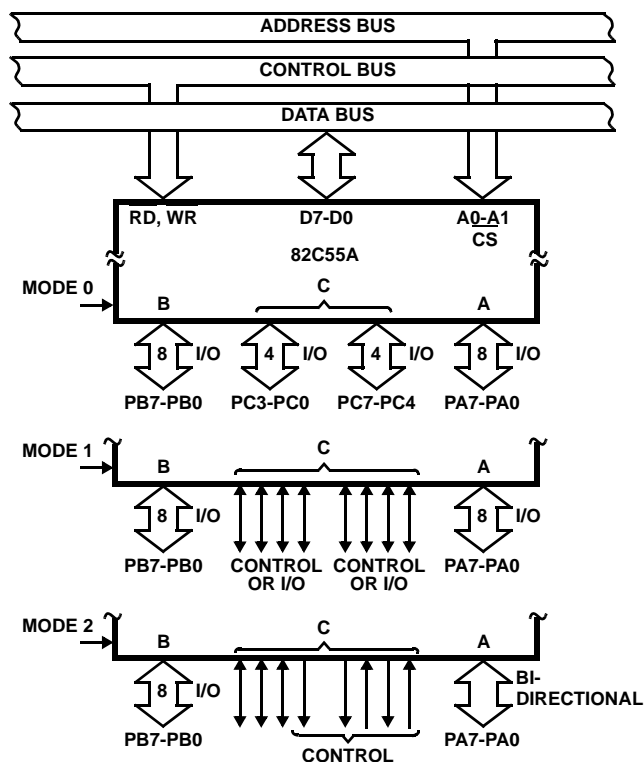 ADDRESS BUS
CONTROL BUS
DATA BUS
RD, WR D7-D0 A0-A1
CS
82C55A
MODE 0
B C A
8 I/O 4 I/O 4 I/O 8 I/O
PB7-PB0 PC3-PC0 PC7-PC4 PA7-PA0
MODE 1
B C A
8 I/O 8 I/O
PB7-PB0 CONTROL OR I/O CONTROL OR I/O PA7-PA0
MODE 2
B C A
8 I/O BI-
DIRECTIONAL
PB7-PB0 CONTROL PA7-PA0